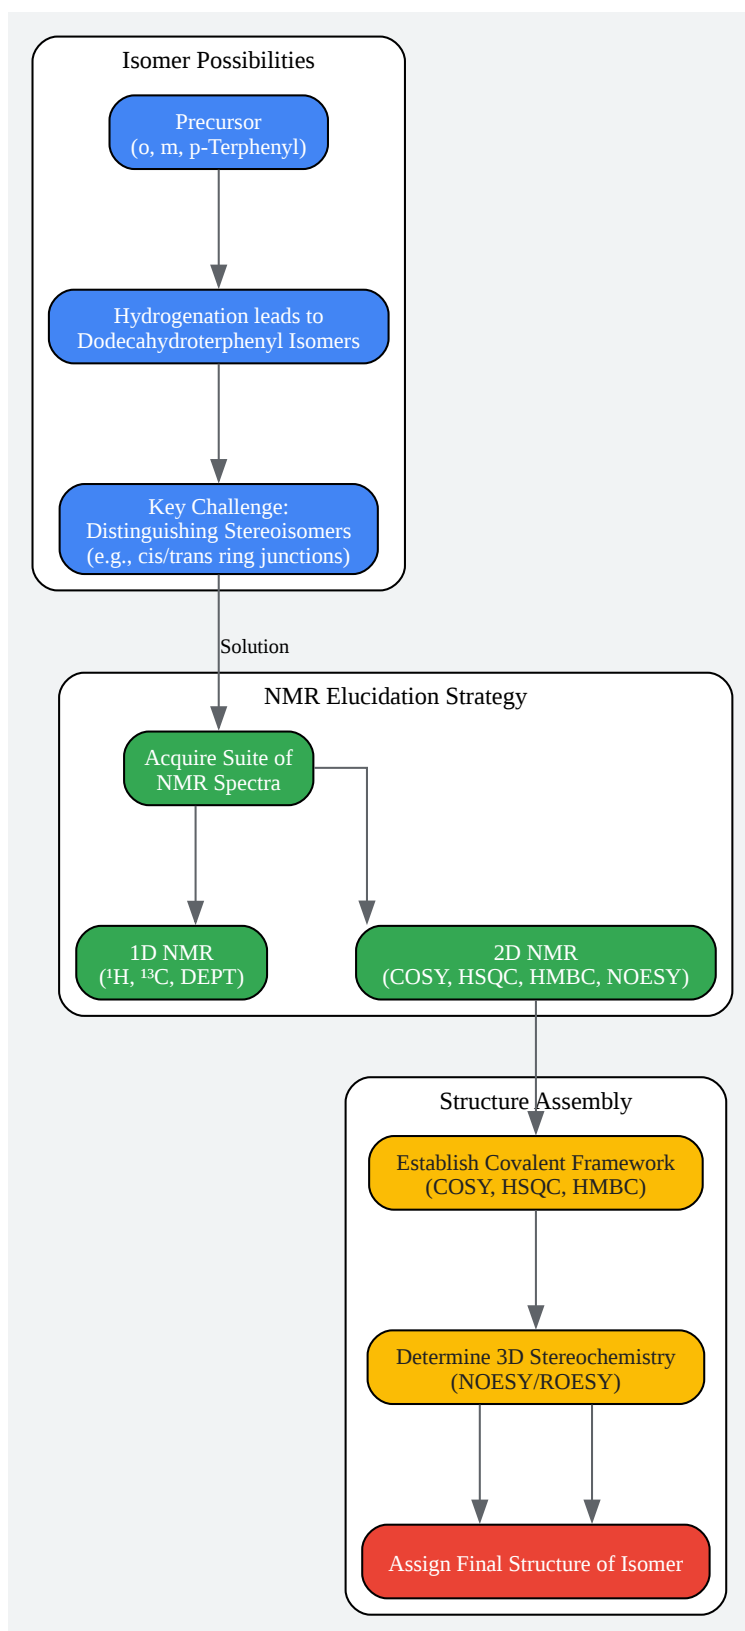 Isomer Possibilities
Precursor
(o, m, p-Terphenyl)
Hydrogenation leads to
Dodecahydroterphenyl Isomers
Key Challenge:
Distinguishing Stereoisomers
(e.g., cis/trans ring junctions)
Solution
NMR Elucidation Strategy
Acquire Suite of
NMR Spectra
1D NMR
(¹H, ¹³C, DEPT)
2D NMR
(COSY, HSQC, HMBC, NOESY)
Structure Assembly
Establish Covalent Framework
(COSY, HSQC, HMBC)
Determine 3D Stereochemistry
(NOESY/ROESY)
Assign Final Structure of Isomer